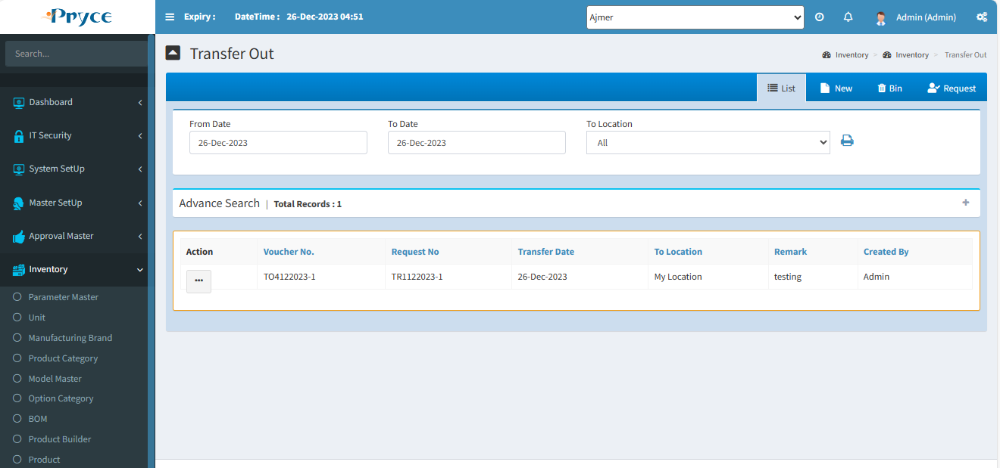 Pryce
Expiry : DateTime : 26-Dec-2023 04:51 Ajmer Admin (Admin)
Search...
Transfer Out
Inventory > Inventory > Transfer Out
List New Bin Request
Dashboard
IT Security
System SetUp
Master SetUp
Approval Master
Inventory
Parameter Master
Unit
Manufacturing Brand
Product Category
Model Master
Option Category
BOM
Product Builder
Product
From Date To Date To Location
26-Dec-2023 26-Dec-2023 All
Advance Search | Total Records : 1
Action Voucher No. Request No Transfer Date To Location Remark Created By
TO4122023-1 TR1122023-1 26-Dec-2023 My Location testing Admin